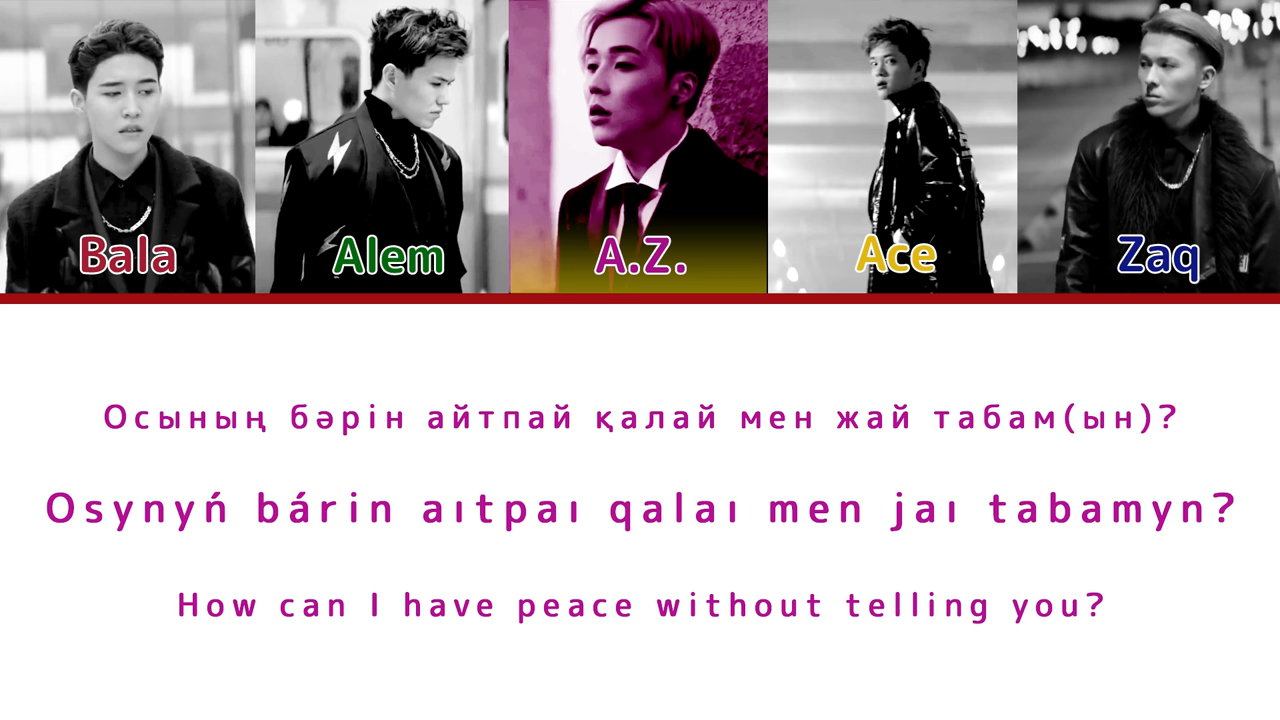 Bala Alem A.Z. Ace Zaq
Осының бәрін айтпай қалай мен жай табам(ын)?
Osynyń bárin aıtpaı qalaı men jaı tabamyn?
How can I have peace without telling you?